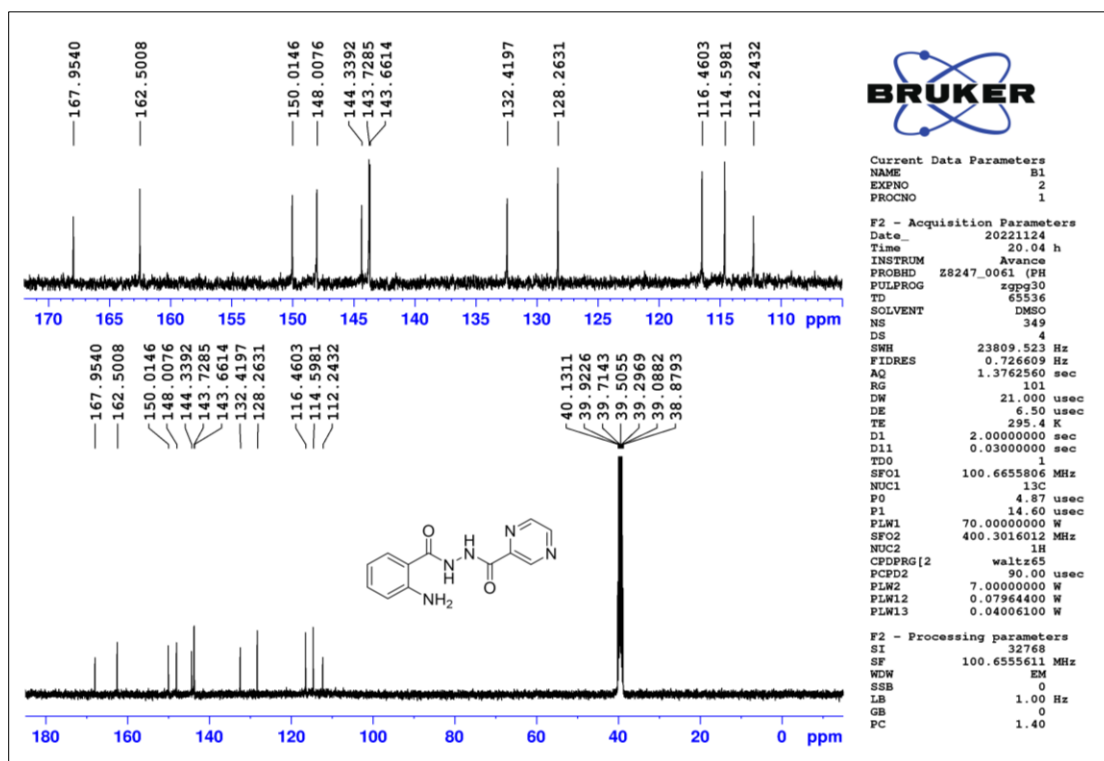 167.9540
162.5008
150.0146
148.0076
144.3392
143.7285
143.6614
132.4197
128.2631
116.4603
114.5981
112.2432
170 165 160 155 150 145 140 135 130 125 120 115 110 ppm
167.9540
162.5008
150.0146
148.0076
144.3392
143.7285
143.6614
132.4197
128.2631
116.4603
114.5981
112.2432
40.1311
39.9226
39.7143
39.5055
39.2969
39.0882
38.8793
O
N
H
H
N
O
N
N
NH2
180 160 140 120 100 80 60 40 20 0 ppm
BRUKER
Current Data Parameters
NAME B1
EXPNO 2
PROCNO 1
F2 - Acquisition Parameters
Date_ 20221124
Time 20.04 h
INSTRUM Avance
PROBHD Z8247_0061 (PH
PULPROG zgpg30
TD 65536
SOLVENT DMSO
NS 349
DS 4
SWH 23809.523 Hz
FIDRES 0.726609 Hz
AQ 1.3762560 sec
RG 101
DW 21.000 usec
DE 6.50 usec
TE 295.4 K
D1 2.00000000 sec
D11 0.03000000 sec
TD0 1
SFO1 100.6655806 MHz
NUC1 13C
P0 4.87 usec
P1 14.60 usec
PLW1 70.00000000 W
SFO2 400.3016012 MHz
NUC2 1H
CPDPRG[2 waltz65
PCPD2 90.00 usec
PLW2 7.00000000 W
PLW12 0.07964400 W
PLW13 0.04006100 W
F2 - Processing parameters
SI 32768
SF 100.6555611 MHz
WDW EM
SSB 0
LB 1.00 Hz
GB 0
PC 1.40